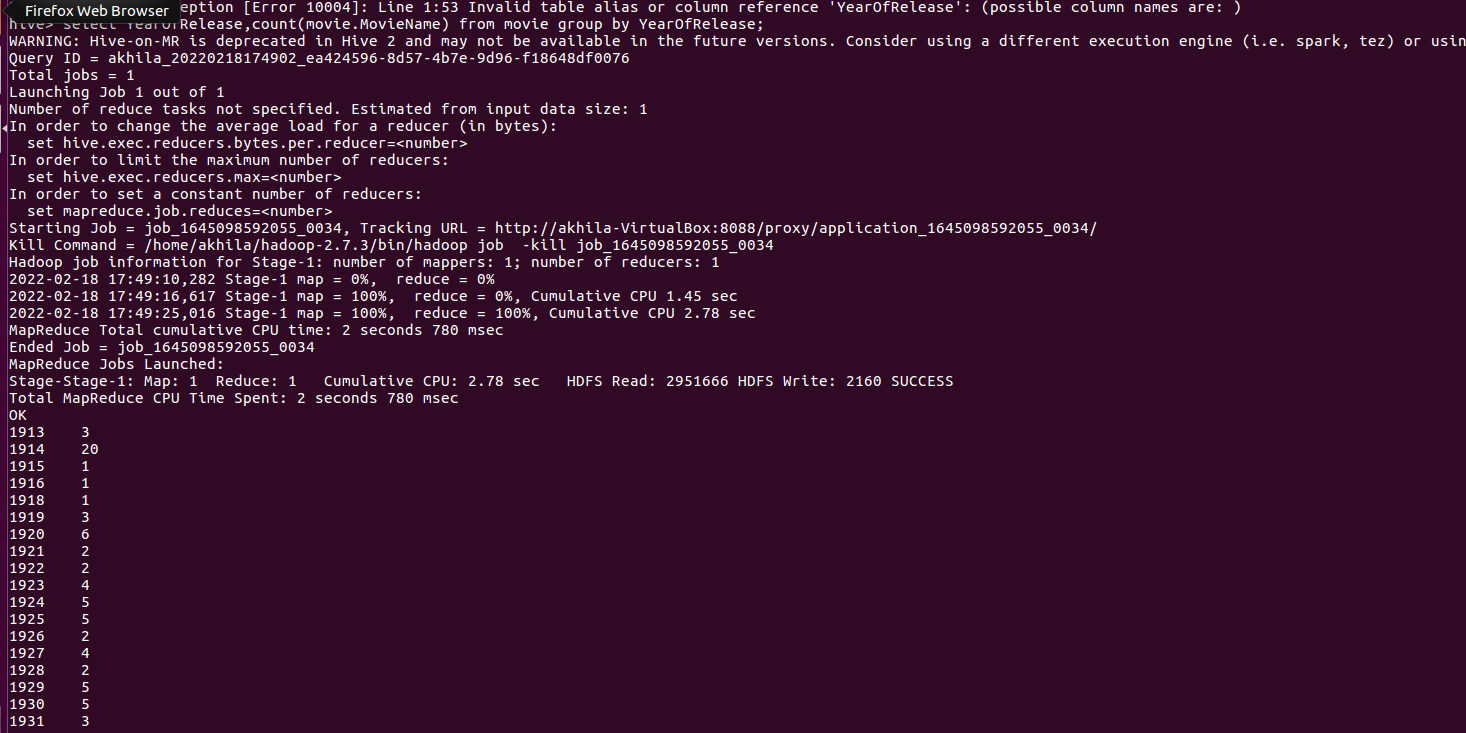 Firefox Web Browser
eption [Error 10004]: Line 1:53 Invalid table alias or column reference 'YearOfRelease': (possible column names are: )
hive> select YearOfRelease,count(movie.MovieName) from movie group by YearOfRelease;
WARNING: Hive-on-MR is deprecated in Hive 2 and may not be available in the future versions. Consider using a different execution engine (i.e. spark, tez) or usin
Query ID = akhila_20220218174902_ea424596-8d57-4b7e-9d96-f18648df0076
Total jobs = 1
Launching Job 1 out of 1
Number of reduce tasks not specified. Estimated from input data size: 1
In order to change the average load for a reducer (in bytes):
  set hive.exec.reducers.bytes.per.reducer=<number>
In order to limit the maximum number of reducers:
  set hive.exec.reducers.max=<number>
In order to set a constant number of reducers:
  set mapreduce.job.reduces=<number>
Starting Job = job_1645098592055_0034, Tracking URL = http://akhila-VirtualBox:8088/proxy/application_1645098592055_0034/
Kill Command = /home/akhila/hadoop-2.7.3/bin/hadoop job  -kill job_1645098592055_0034
Hadoop job information for Stage-1: number of mappers: 1; number of reducers: 1
2022-02-18 17:49:10,282 Stage-1 map = 0%,  reduce = 0%
2022-02-18 17:49:16,617 Stage-1 map = 100%,  reduce = 0%, Cumulative CPU 1.45 sec
2022-02-18 17:49:25,016 Stage-1 map = 100%,  reduce = 100%, Cumulative CPU 2.78 sec
MapReduce Total cumulative CPU time: 2 seconds 780 msec
Ended Job = job_1645098592055_0034
MapReduce Jobs Launched:
Stage-Stage-1: Map: 1  Reduce: 1   Cumulative CPU: 2.78 sec   HDFS Read: 2951666 HDFS Write: 2160 SUCCESS
Total MapReduce CPU Time Spent: 2 seconds 780 msec
OK
1913	3
1914	20
1915	1
1916	1
1918	1
1919	3
1920	6
1921	2
1922	2
1923	4
1924	5
1925	5
1926	2
1927	4
1928	2
1929	5
1930	5
1931	3